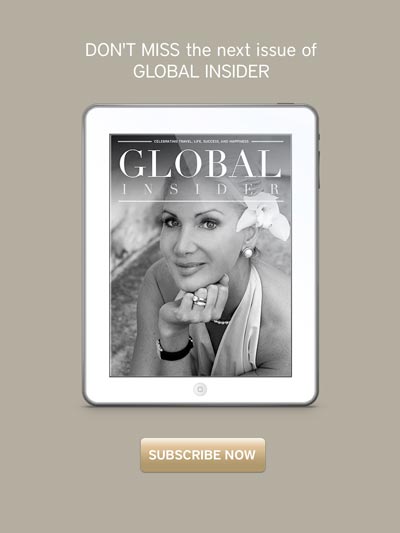 DON'T MISS the next issue of
GLOBAL INSIDER
CELEBRATING TRAVEL, LIFE, SUCCESS, AND HAPPINESS
GLOBAL
INSIDER
SUBSCRIBE NOW